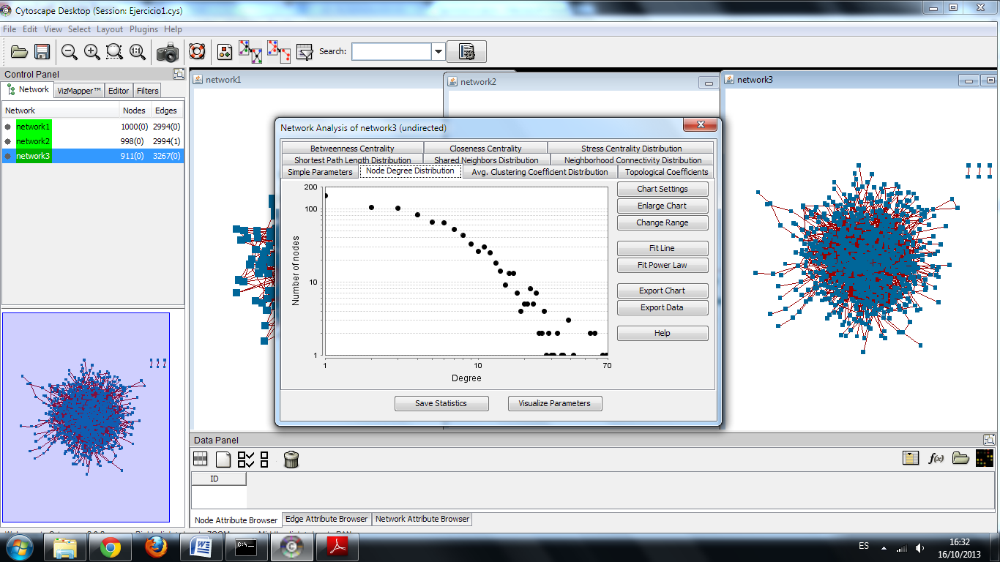 Cytoscape Desktop (Session: Ejercicio1.cys)
File Edit View Select Layout Plugins Help
1:1 Search:
Control Panel
Network VizMapper™ Editor Filters
Network Nodes Edges
network1 1000(0) 2994(0)
network2 998(0) 2994(1)
network3 911(0) 3267(0)
network1
network2
network3
Network Analysis of network3 (undirected)
Betweenness Centrality Closeness Centrality Stress Centrality Distribution
Shortest Path Length Distribution Shared Neighbors Distribution Neighborhood Connectivity Distribution
Simple Parameters Node Degree Distribution Avg. Clustering Coefficient Distribution Topological Coefficients
200
100
10
1
Number of nodes
1 10 70
Degree
Chart Settings
Enlarge Chart
Change Range
Fit Line
Fit Power Law
Export Chart
Export Data
Help
Save Statistics Visualize Parameters
Data Panel
f(x)
ID
Node Attribute Browser Edge Attribute Browser Network Attribute Browser
C:\
ES
16:32
16/10/2013